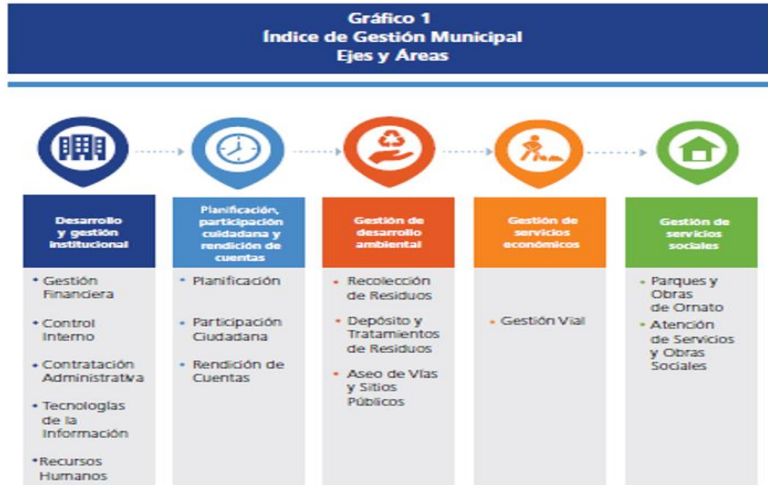 Gráfico 1
Índice de Gestión Municipal
Ejes y Áreas
Desarrollo
y gestión
institucional
• Gestión
Financiera
• Control
Interno
• Contratación
Administrativa
• Tecnologías
de la
Información
• Recursos
Humanos
Planificación,
participación
cuidadana y
rendición de
cuentas
• Planificación
• Participación
Ciudadana
• Rendición de
Cuentas
Gestión de
desarrollo
ambiental
• Recolección
de Residuos
• Depósito y
Tratamientos
de Residuos
• Aseo de Vías
y Sitios
Públicos
Gestión de
servicios
económicos
• Gestión Vial
Gestión de
servicios
sociales
• Parques y
Obras
de Ornato
• Atención
de Servicios
y Obras
Sociales